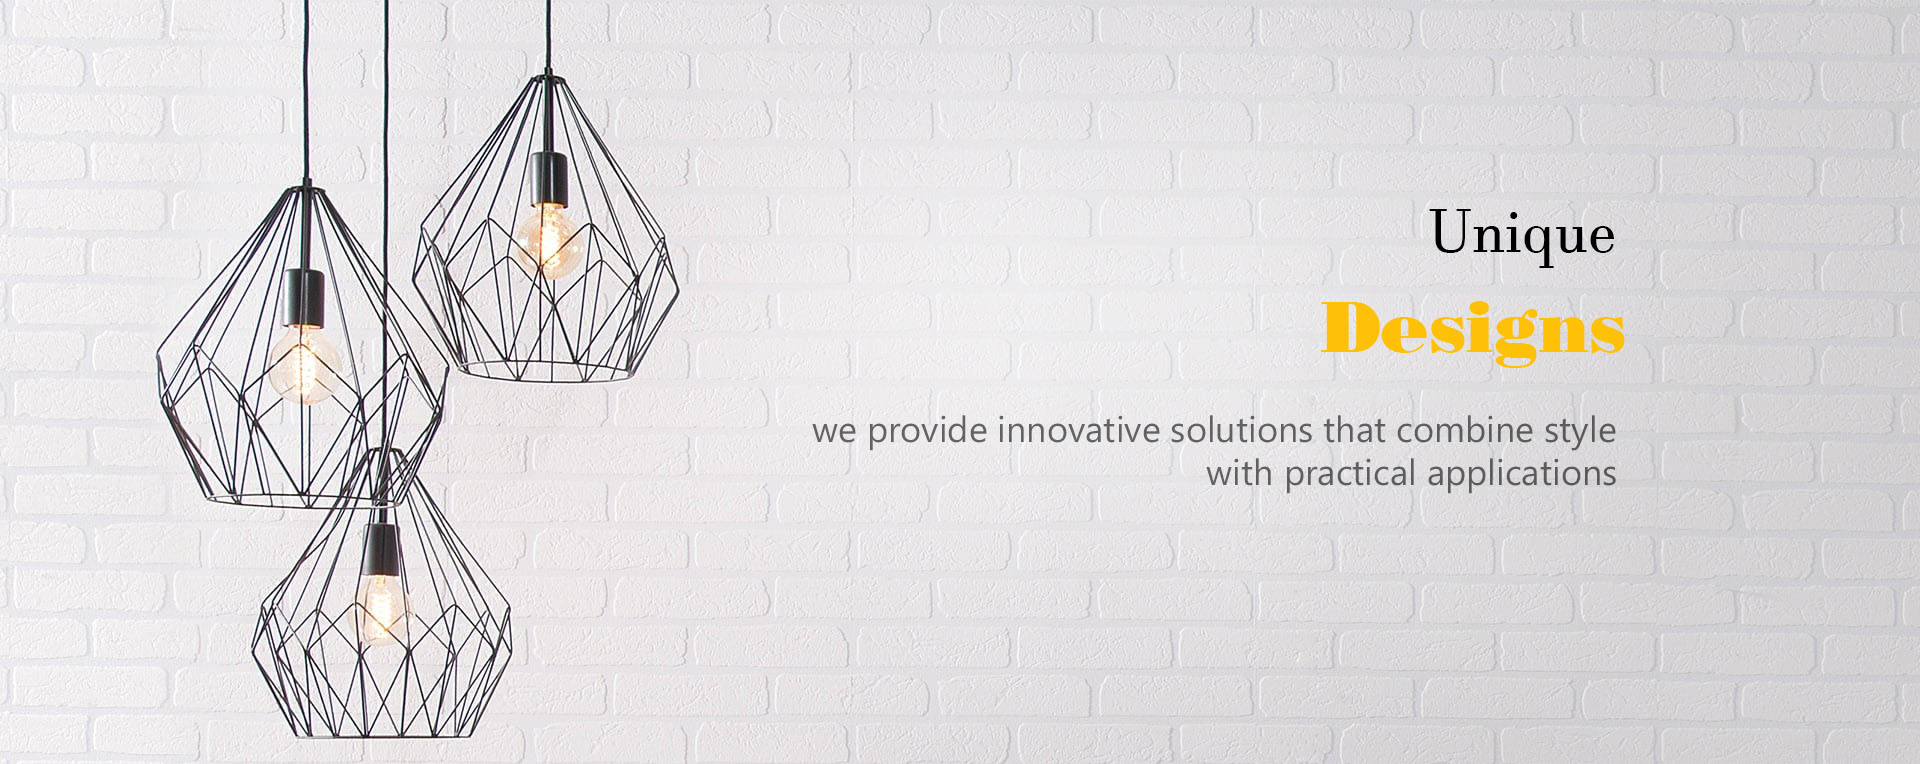 Unique
Designs
we provide innovative solutions that combine style
with practical applications